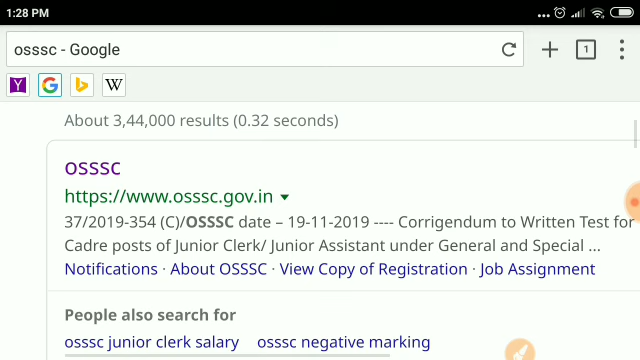 1:28 PM
osssc - Google
1
Y G b W
About 3,44,000 results (0.32 seconds)
osssc
https://www.osssc.gov.in
37/2019-354 (C)/OSSSC date – 19-11-2019 ---- Corrigendum to Written Test for
Cadre posts of Junior Clerk/ Junior Assistant under General and Special ...
Notifications · About OSSSC · View Copy of Registration · Job Assignment
People also search for
osssc junior clerk salary osssc negative marking